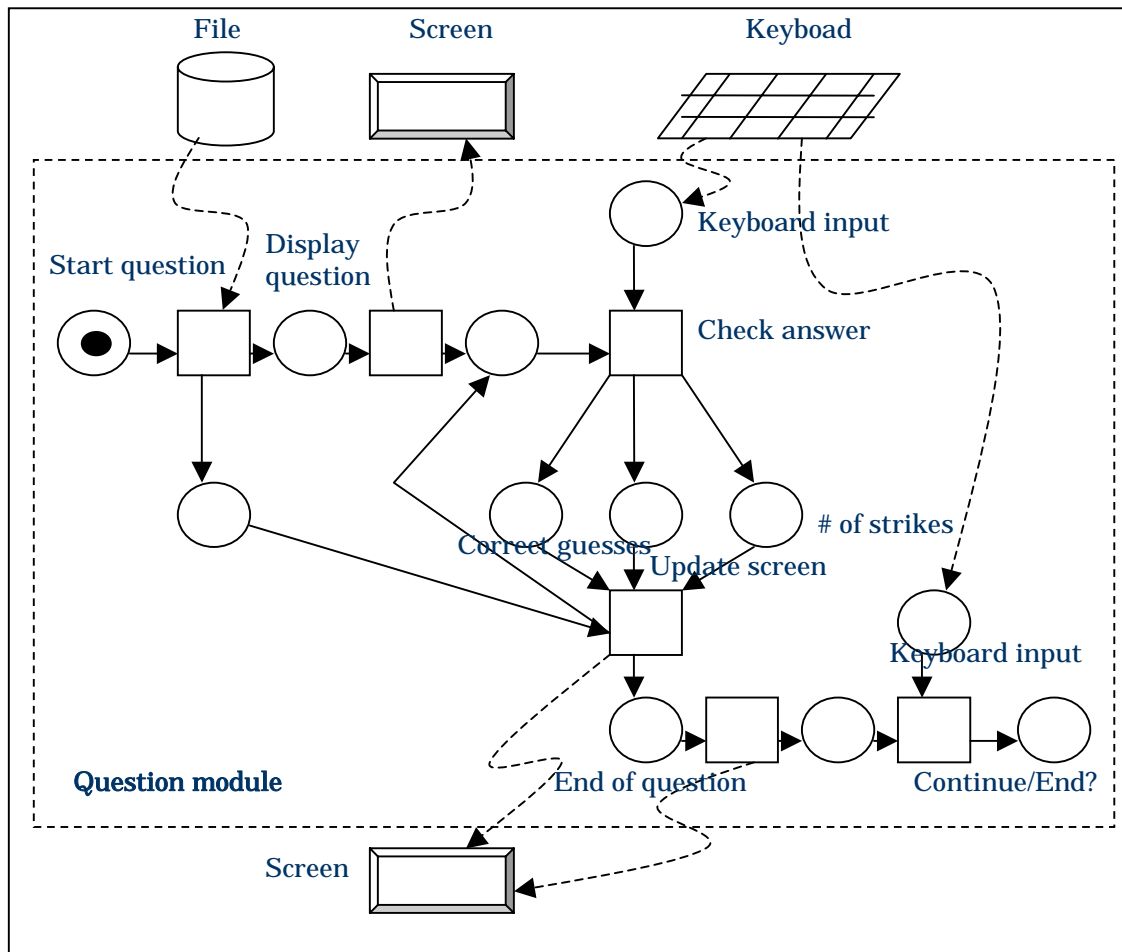 File
Screen
Keyboad
Keyboard input
Display
question
Start question
Check answer
# of strikes
Correct guesses
Update screen
Keyboard input
Question module
End of question
Continue/End?
Screen